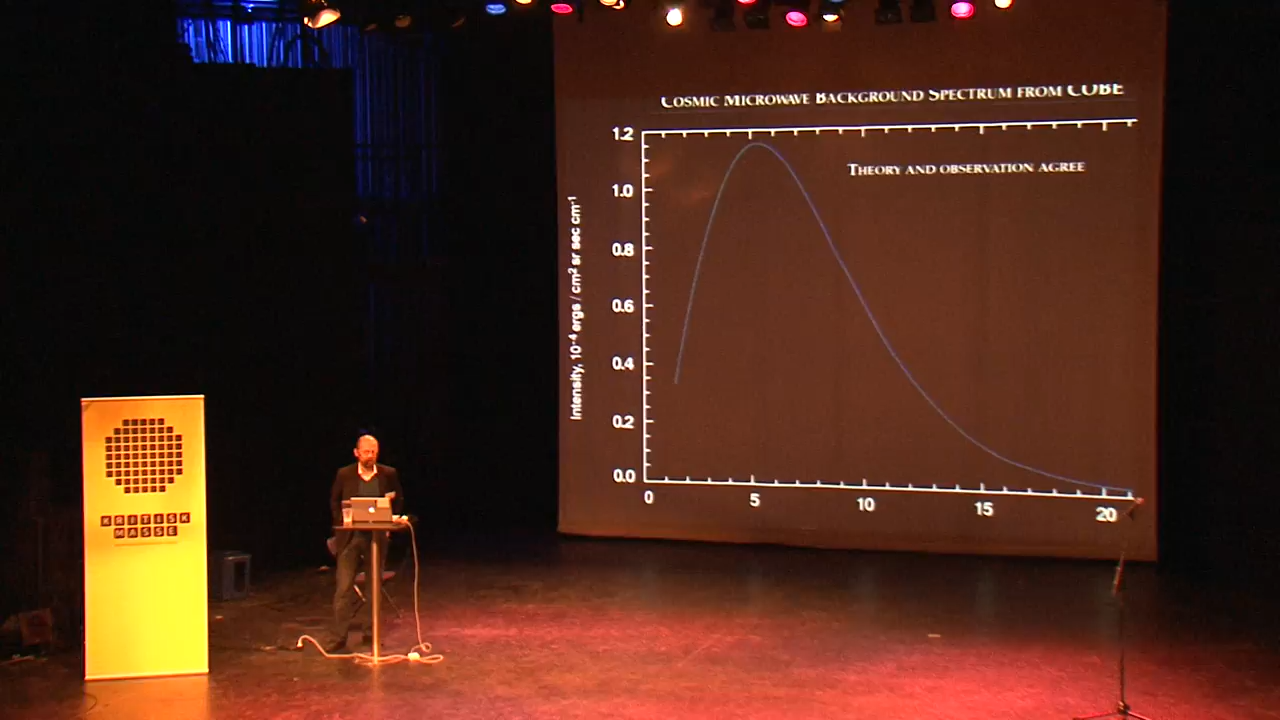 COSMIC MICROWAVE BACKGROUND SPECTRUM FROM COBE
THEORY AND OBSERVATION AGREE
Intensity, 10⁻⁴ ergs / cm² sr sec cm⁻¹
1.2
1.0
0.8
0.6
0.4
0.2
0.0
0 5 10 15 20
KRITISK
MASSE